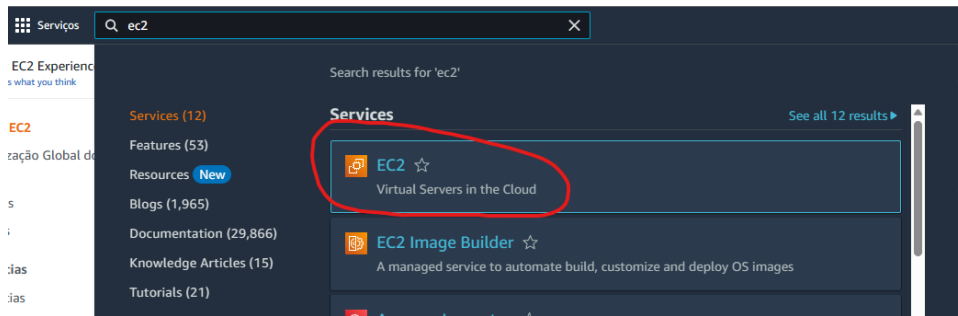 Serviços
ec2
EC2 Experience
s what you think
EC2
zação Global do
s
s
cias
cias
Search results for 'ec2'
Services (12)
Features (53)
Resources New
Blogs (1,965)
Documentation (29,866)
Knowledge Articles (15)
Tutorials (21)
Services
See all 12 results
EC2
Virtual Servers in the Cloud
EC2 Image Builder
A managed service to automate build, customize and deploy OS images